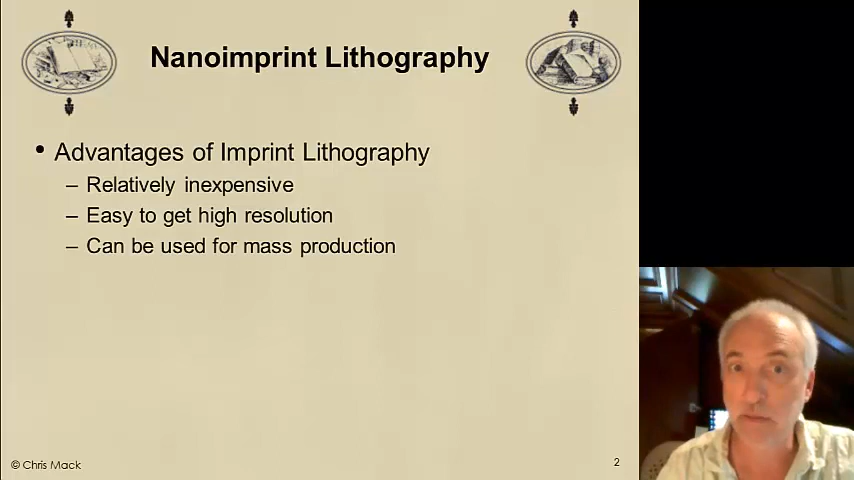 Nanoimprint Lithography
• Advantages of Imprint Lithography
– Relatively inexpensive
– Easy to get high resolution
– Can be used for mass production
© Chris Mack
2